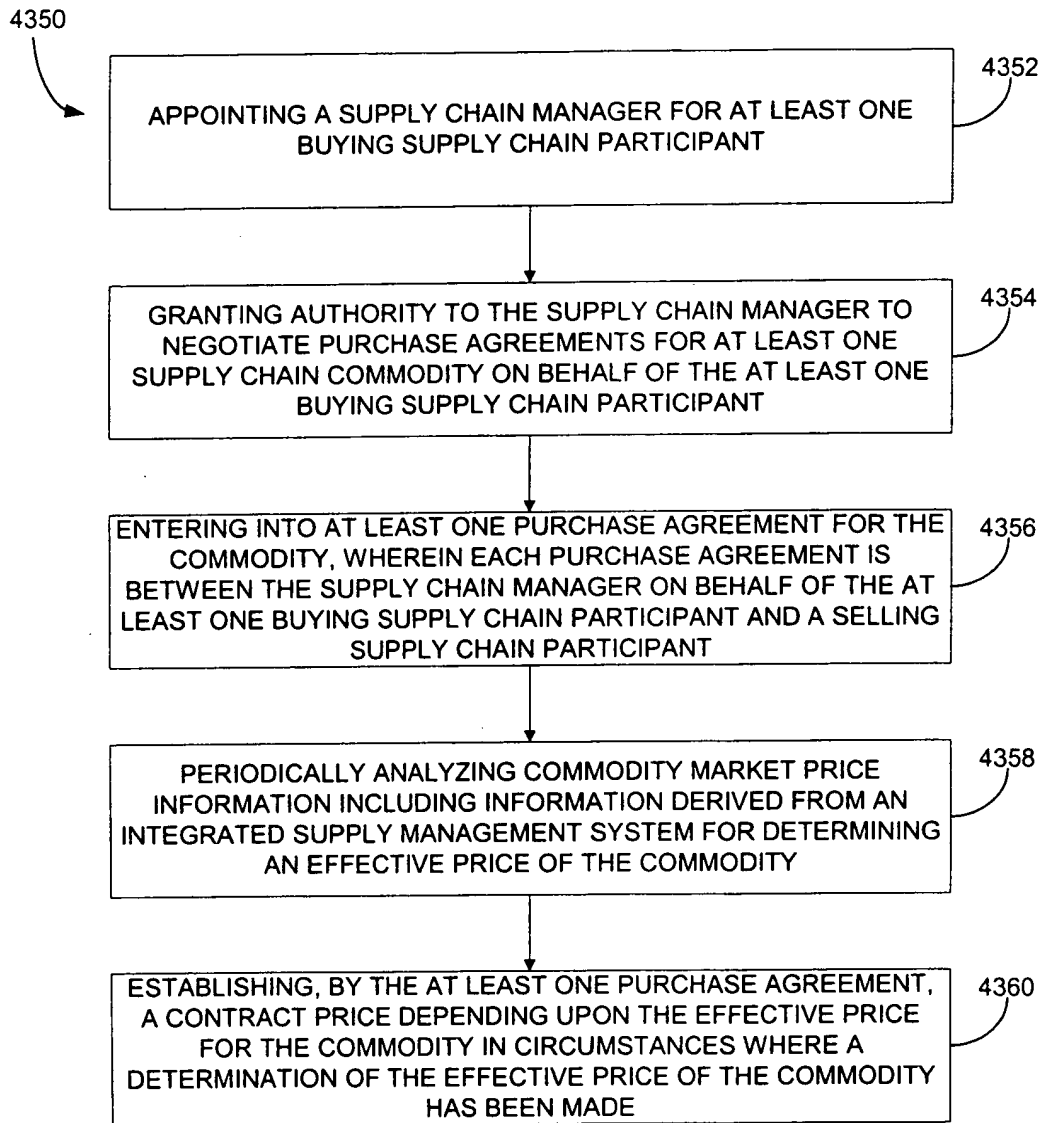 4350
4352
APPOINTING A SUPPLY CHAIN MANAGER FOR AT LEAST ONE
BUYING SUPPLY CHAIN PARTICIPANT
4354
GRANTING AUTHORITY TO THE SUPPLY CHAIN MANAGER TO
NEGOTIATE PURCHASE AGREEMENTS FOR AT LEAST ONE
SUPPLY CHAIN COMMODITY ON BEHALF OF THE AT LEAST ONE
BUYING SUPPLY CHAIN PARTICIPANT
4356
ENTERING INTO AT LEAST ONE PURCHASE AGREEMENT FOR THE
COMMODITY, WHEREIN EACH PURCHASE AGREEMENT IS
BETWEEN THE SUPPLY CHAIN MANAGER ON BEHALF OF THE AT
LEAST ONE BUYING SUPPLY CHAIN PARTICIPANT AND A SELLING
SUPPLY CHAIN PARTICIPANT
4358
PERIODICALLY ANALYZING COMMODITY MARKET PRICE
INFORMATION INCLUDING INFORMATION DERIVED FROM AN
INTEGRATED SUPPLY MANAGEMENT SYSTEM FOR DETERMINING
AN EFFECTIVE PRICE OF THE COMMODITY
4360
ESTABLISHING, BY THE AT LEAST ONE PURCHASE AGREEMENT,
A CONTRACT PRICE DEPENDING UPON THE EFFECTIVE PRICE
FOR THE COMMODITY IN CIRCUMSTANCES WHERE A
DETERMINATION OF THE EFFECTIVE PRICE OF THE COMMODITY
HAS BEEN MADE